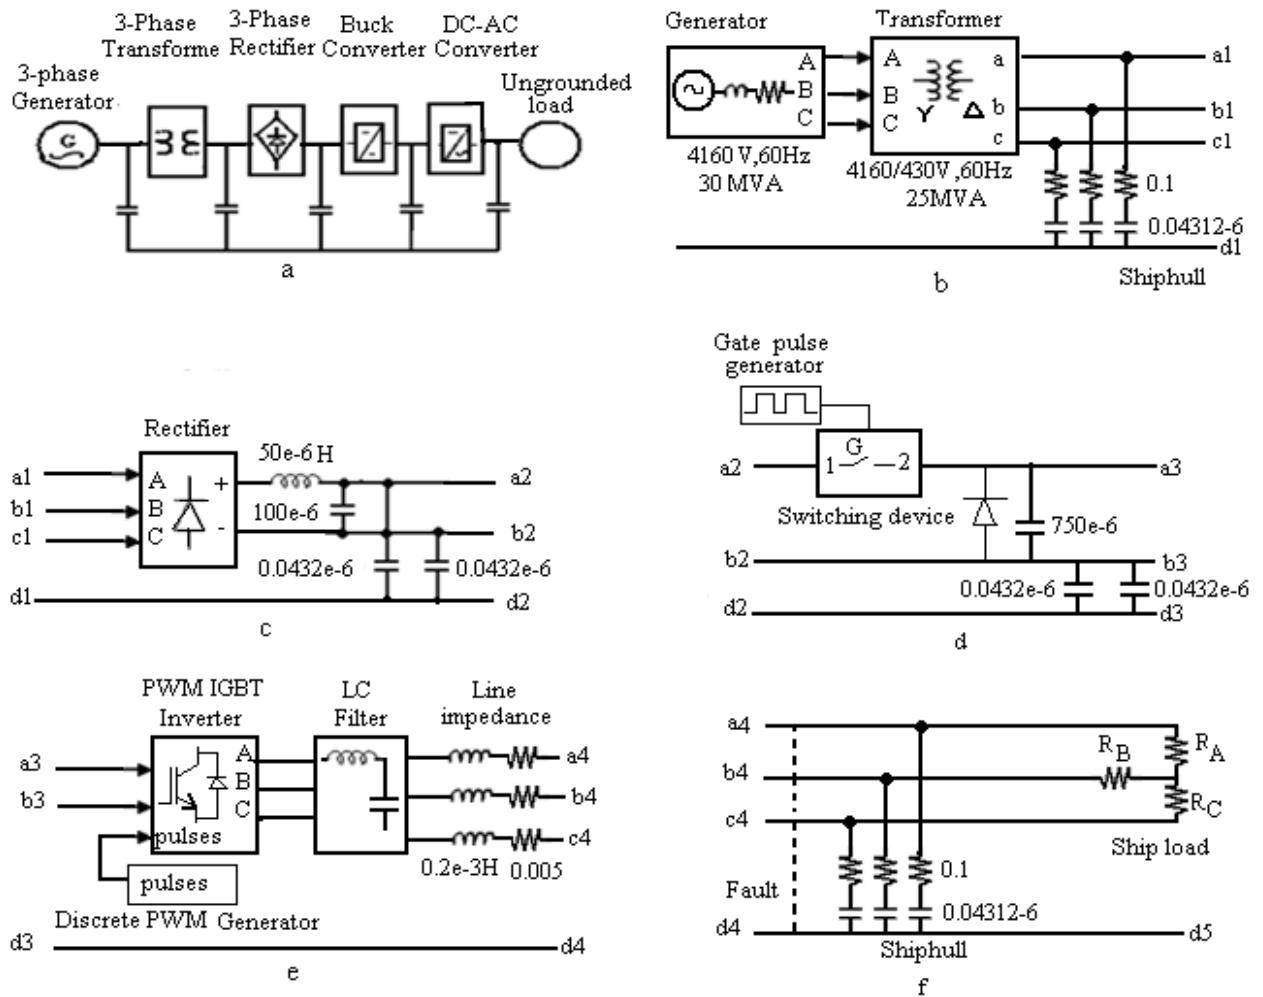 3-Phase
Transforme
3-Phase
Rectifier
Buck
Converter
DC-AC
Converter
3-phase
Generator
Ungrounded
load
G
a
Generator
Transformer
A
B
C
A
B
C
Y
Δ
a
b
c
a1
b1
c1
4160 V,60Hz
30 MVA
4160/430V ,60Hz
25MVA
0.1
0.04312-6
d1
Shiphull
b
Rectifier
50e-6 H
a1
b1
c1
A
B
C
+
-
a2
100e-6
b2
0.0432e-6
0.0432e-6
d1
d2
c
Gate pulse
generator
a2
G
1
2
a3
Switching device
750e-6
b2
b3
0.0432e-6
0.0432e-6
d2
d3
d
PWM IGBT
Inverter
LC
Filter
Line
impedance
a3
b3
A
B
C
pulses
pulses
a4
b4
c4
0.2e-3H 0.005
Discrete PWM Generator
d3
d4
e
a4
b4
c4
R B
R A
R C
Ship load
0.1
Fault
0.04312-6
d4
d5
Shiphull
f